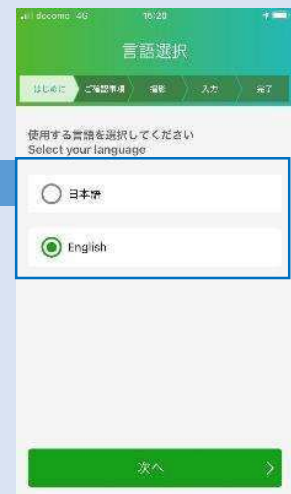 docomo 4G 16:20
言語選択
はじめに ご確認事項 撮影 入力 完了
使用する言語を選択してください
Select your language
日本語
English
次へ